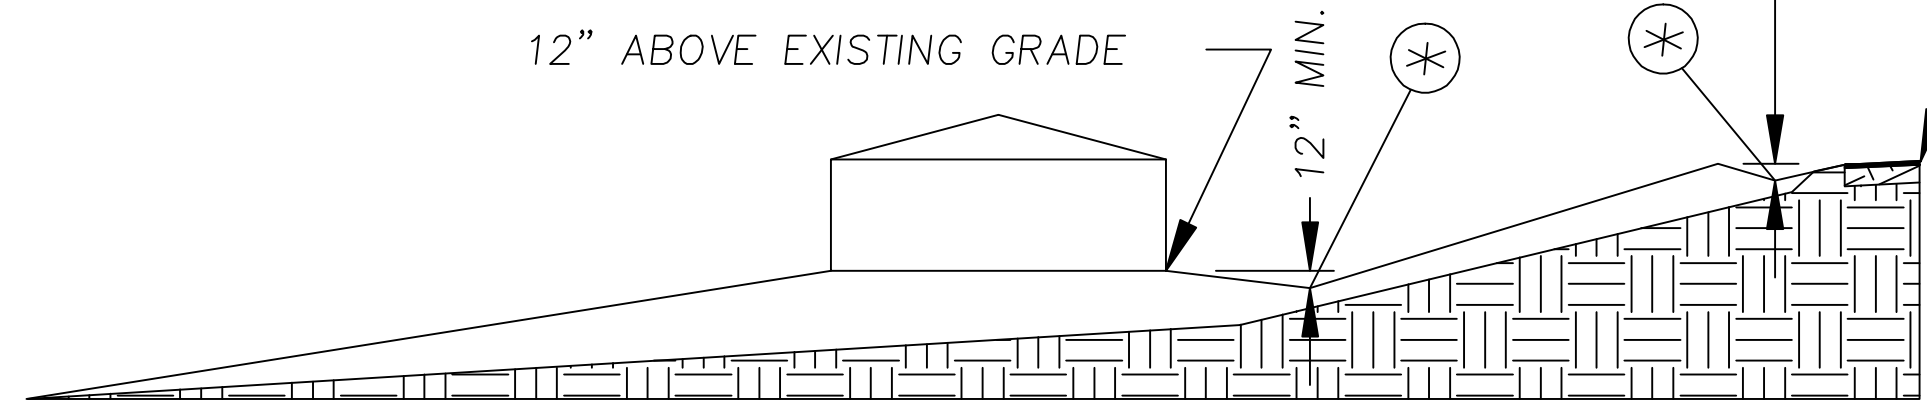 12” ABOVE EXISTING GRADE
12” MIN.